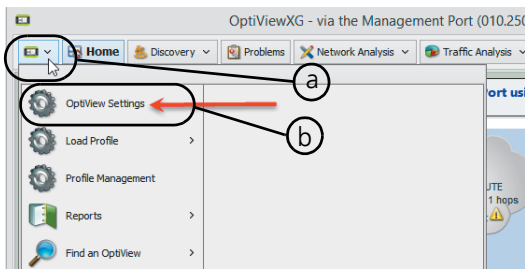 OptiViewXG - via the Management Port (010.250
Home Discovery Problems Network Analysis Traffic Analysis
a
OptiView Settings
ort usi
b
Load Profile
Profile Management
UTE
1 hops
Reports
Find an OptiView